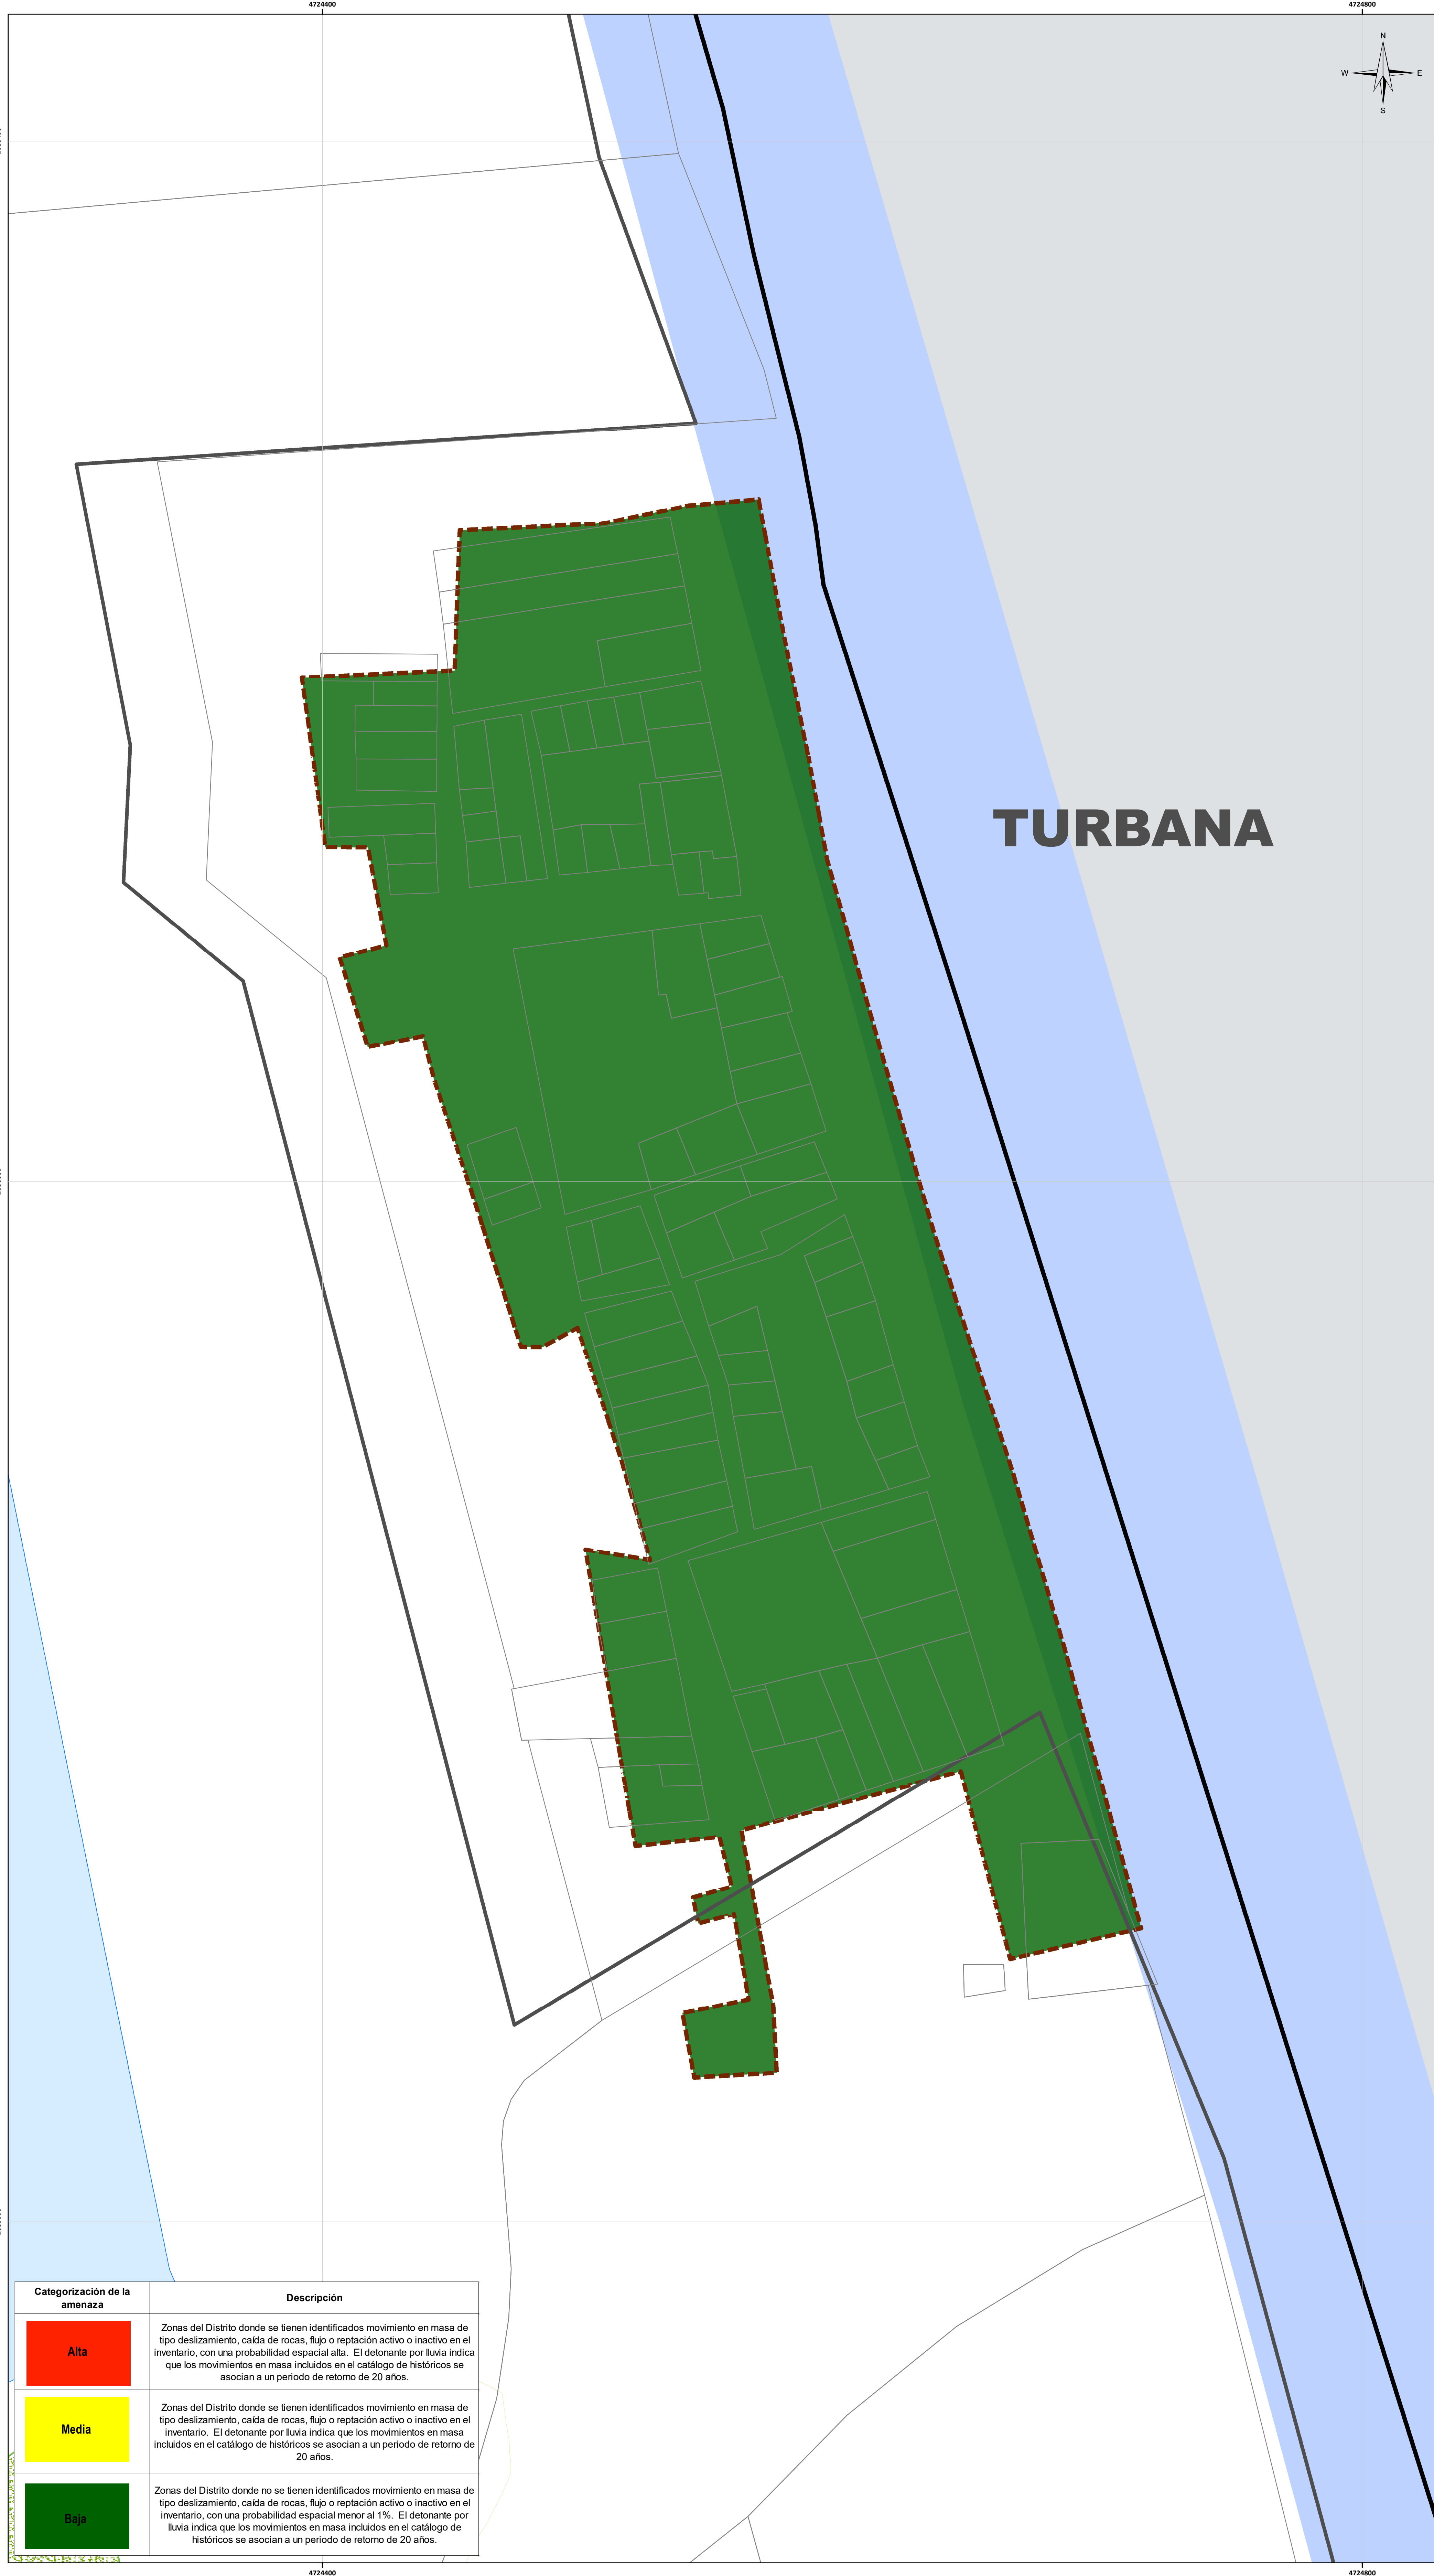 4724400
4724800
N
W
E
S
TURBANA
Categorización de la
amenaza
Descripción
Alta
Zonas del Distrito donde se tienen identificados movimiento en masa de
tipo deslizamiento, caída de rocas, flujo o reptación activo o inactivo en el
inventario, con una probabilidad espacial alta. El detonante por lluvia indica
que los movimientos en masa incluidos en el catálogo de históricos se
asocian a un periodo de retorno de 20 años.
Media
Zonas del Distrito donde se tienen identificados movimiento en masa de
tipo deslizamiento, caída de rocas, flujo o reptación activo o inactivo en el
inventario. El detonante por lluvia indica que los movimientos en masa
incluidos en el catálogo de históricos se asocian a un periodo de retorno de
20 años.
Baja
Zonas del Distrito donde no se tienen identificados movimiento en masa de
tipo deslizamiento, caída de rocas, flujo o reptación activo o inactivo en el
inventario, con una probabilidad espacial menor al 1%. El detonante por
lluvia indica que los movimientos en masa incluidos en el catálogo de
históricos se asocian a un periodo de retorno de 20 años.
4724400
4724800